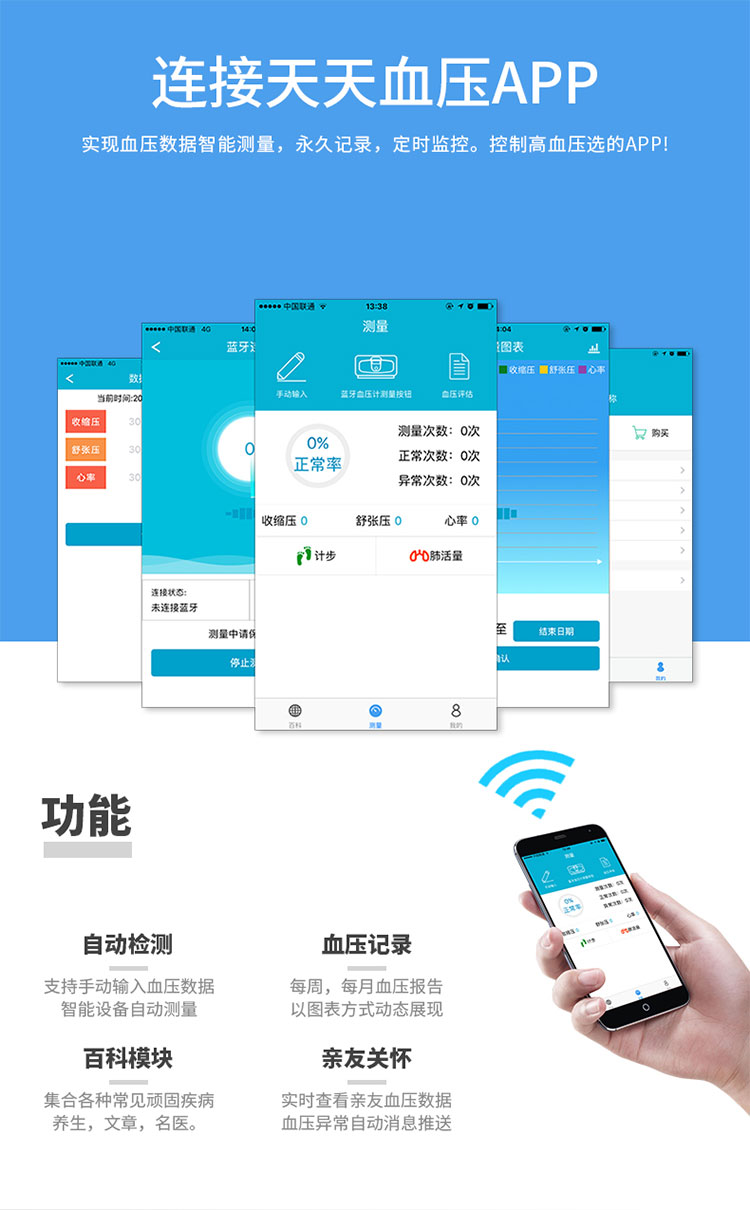 连接天天血压APP
实现血压数据智能测量，永久记录，定时监控。控制高血压选的APP!
中国联通 4G
数据
当前时间:20
收缩压 30
舒张压 30
心率 30
中国联通 4G 14:0
蓝牙连
0
连接状态:
未连接蓝牙
测量中请保
停止测
中国联通 13:38
测量
手动输入 蓝牙血压计测量按钮 血压评估
0%
正常率
测量次数：0次
正常次数：0次
异常次数：0次
收缩压 0 舒张压 0 心率 0
计步 肺活量
百科 测量 我的
4:04
图表
收缩压 舒张压 心率
至 结束日期
确认
称
购买
我的
功能
自动检测
支持手动输入血压数据
智能设备自动测量
血压记录
每周，每月血压报告
以图表方式动态展现
百科模块
集合各种常见顽固疾病
养生，文章，名医。
亲友关怀
实时查看亲友血压数据
血压异常自动消息推送
测量
0%
正常率
测量次数：0次
正常次数：0次
异常次数：0次
收缩压 0 舒张压 0 心率 0
计步 肺活量